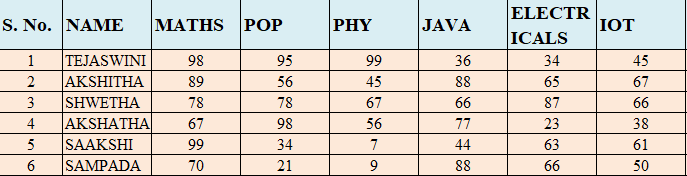 S. No. NAME MATHS POP PHY JAVA ELECTR ICALS IOT
1 TEJASWINI 98 95 99 36 34 45
2 AKSHITHA 89 56 45 88 65 67
3 SHWETHA 78 78 67 66 87 66
4 AKSHATHA 67 98 56 77 23 38
5 SAAKSHI 99 34 7 44 63 61
6 SAMPADA 70 21 9 88 66 50